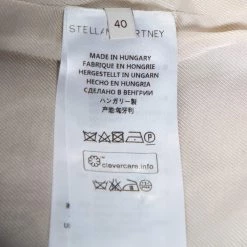 40
STELLA McCARTNEY
MADE IN HUNGARY
FABRIQUE EN HONGRIE
HERGESTELLT IN UNGARN
HECHO EN HUNGRIA
СДЕЛАНО В ВЕНГРИИ
ハンガリー製
产地:匈牙利
clevercare.info